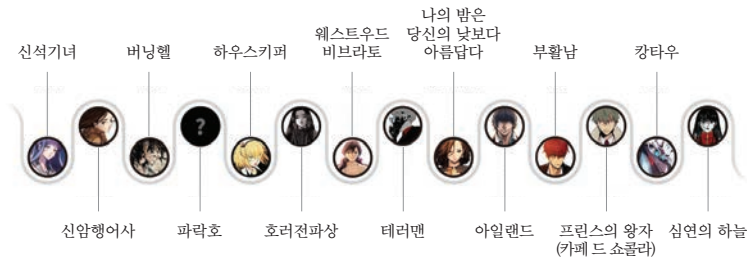 나의 밤은
웨스트우드 당신의 낮보다
신석기녀 버닝헬 하우스키퍼 비브라토 아름답다 부활남 캉타우
?
신암행어사 파락호 호러전파상 테러맨 아일랜드 프린스의 왕자 심연의 하늘
(카페 드 쇼콜라)